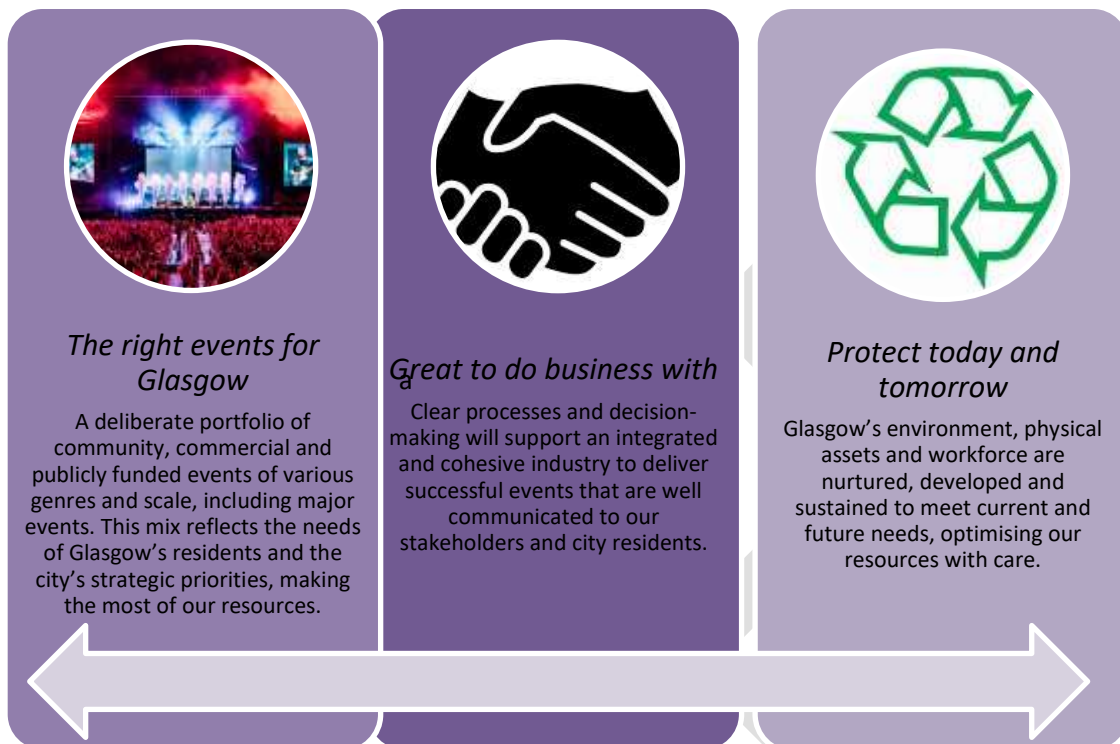 The right events for
Glasgow
A deliberate portfolio of
community, commercial and
publicly funded events of various
genres and scale, including major
events. This mix reflects the needs
of Glasgow’s residents and the
city’s strategic priorities, making
the most of our resources.
Great to do business with
a
Clear processes and decision-
making will support an integrated
and cohesive industry to deliver
successful events that are well
communicated to our
stakeholders and city residents.
Protect today and
tomorrow
Glasgow’s environment, physical
assets and workforce are
nurtured, developed and
sustained to meet current and
future needs, optimising our
resources with care.